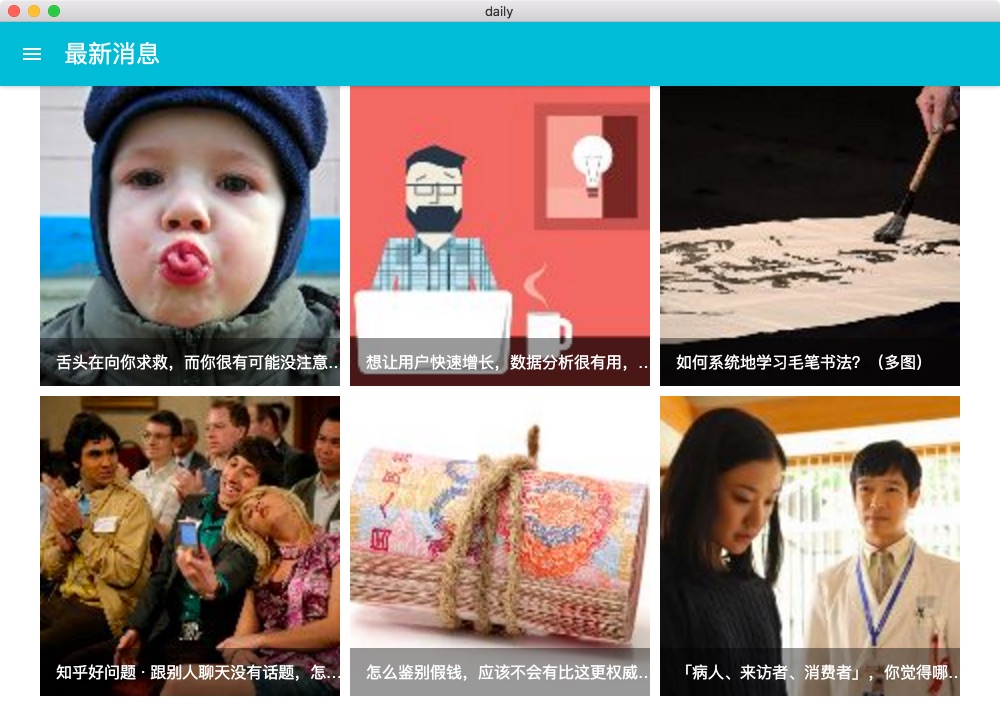 daily
最新消息
舌头在向你求救，而你很有可能没注意...
想让用户快速增长，数据分析很有用，...
如何系统地学习毛笔书法？（多图）
知乎好问题 · 跟别人聊天没有话题，怎...
怎么鉴别假钱，应该不会有比这更权威...
「病人、来访者、消费者」，你觉得哪...